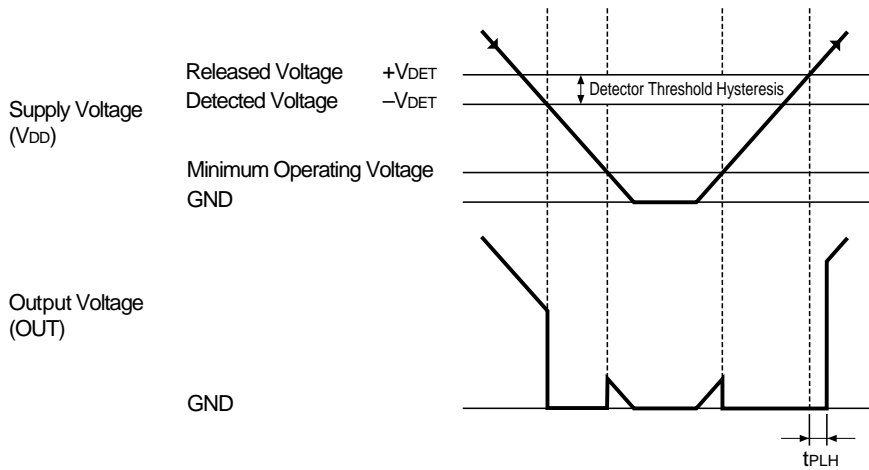 Released Voltage +VDET
Detector Threshold Hysteresis
Detected Voltage –VDET
Supply Voltage
(VDD)
Minimum Operating Voltage
GND
Output Voltage
(OUT)
GND
tPLH